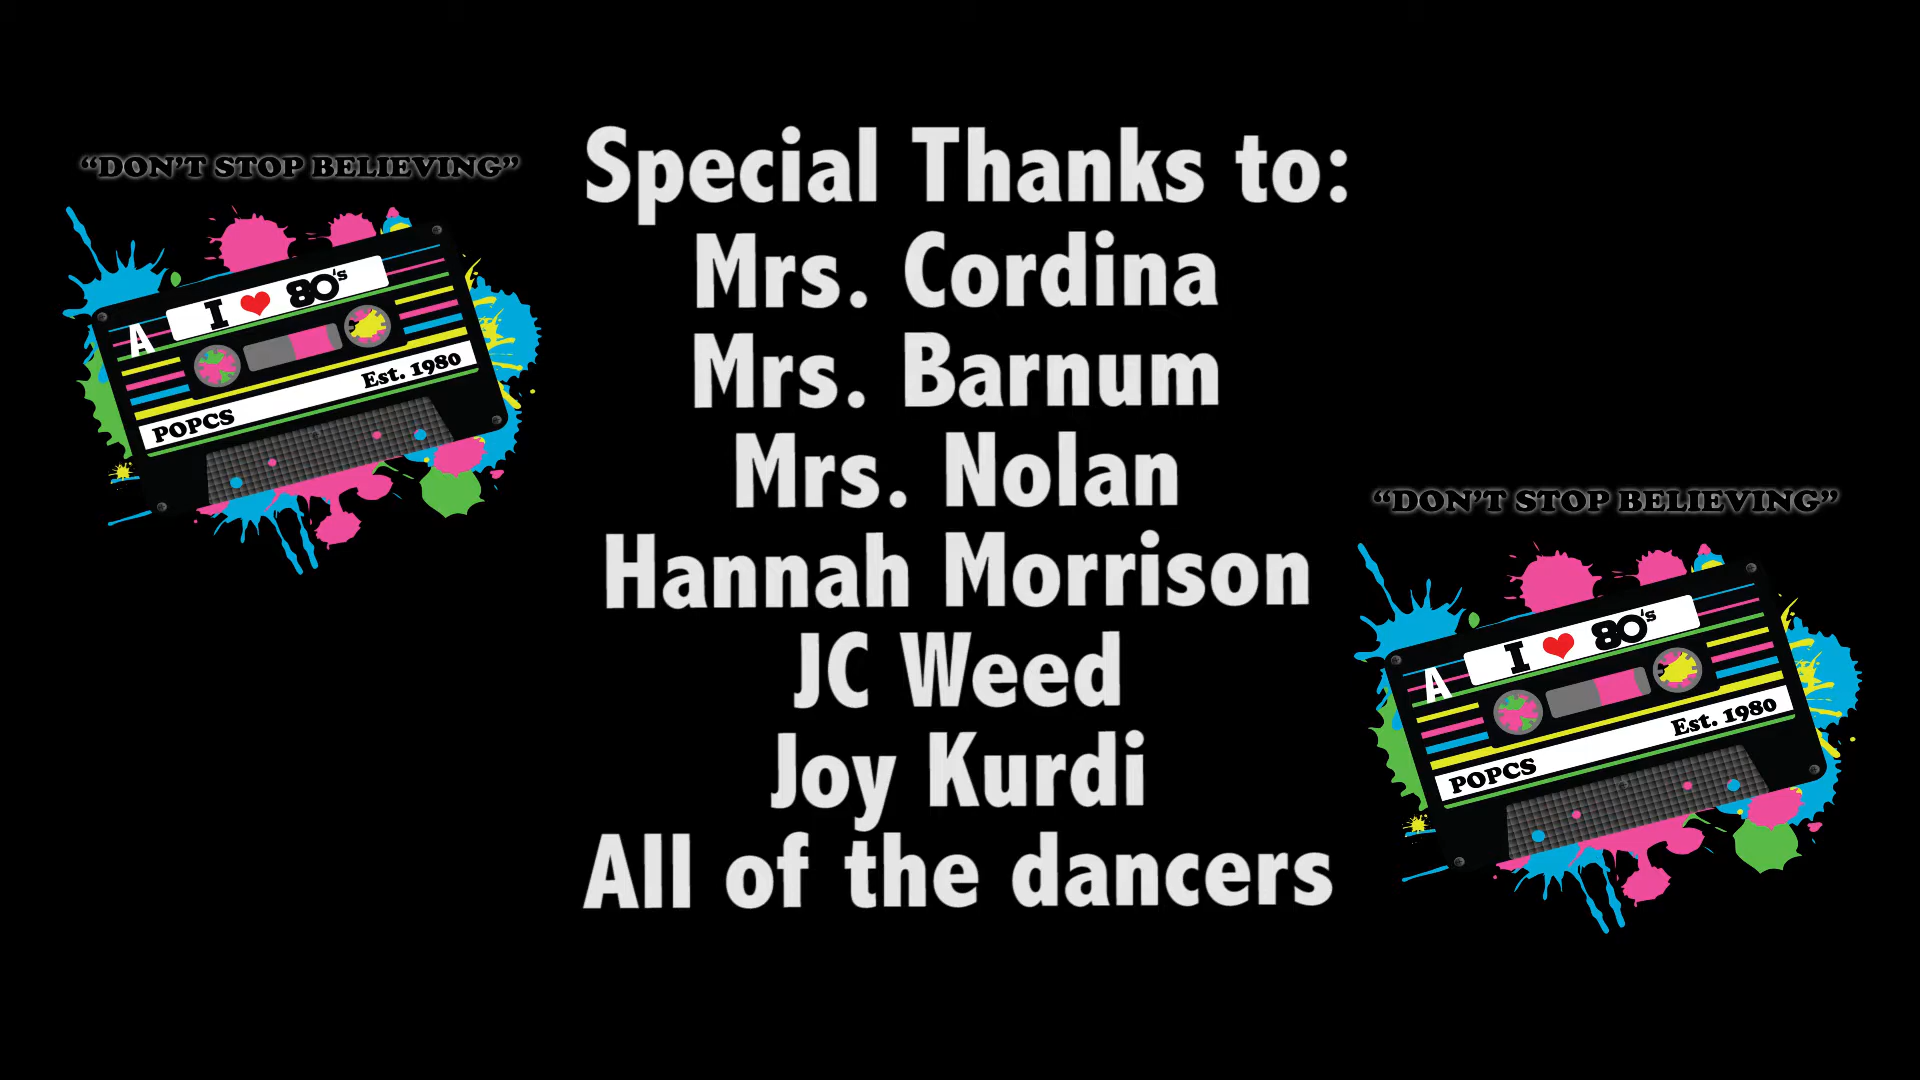 "DON'T STOP BELIEVING"
I ❤ 80's
A
Est. 1980
POPCS
Special Thanks to:
Mrs. Cordina
Mrs. Barnum
Mrs. Nolan
Hannah Morrison
JC Weed
Joy Kurdi
All of the dancers
"DON'T STOP BELIEVING"
I ❤ 80's
A
Est. 1980
POPCS